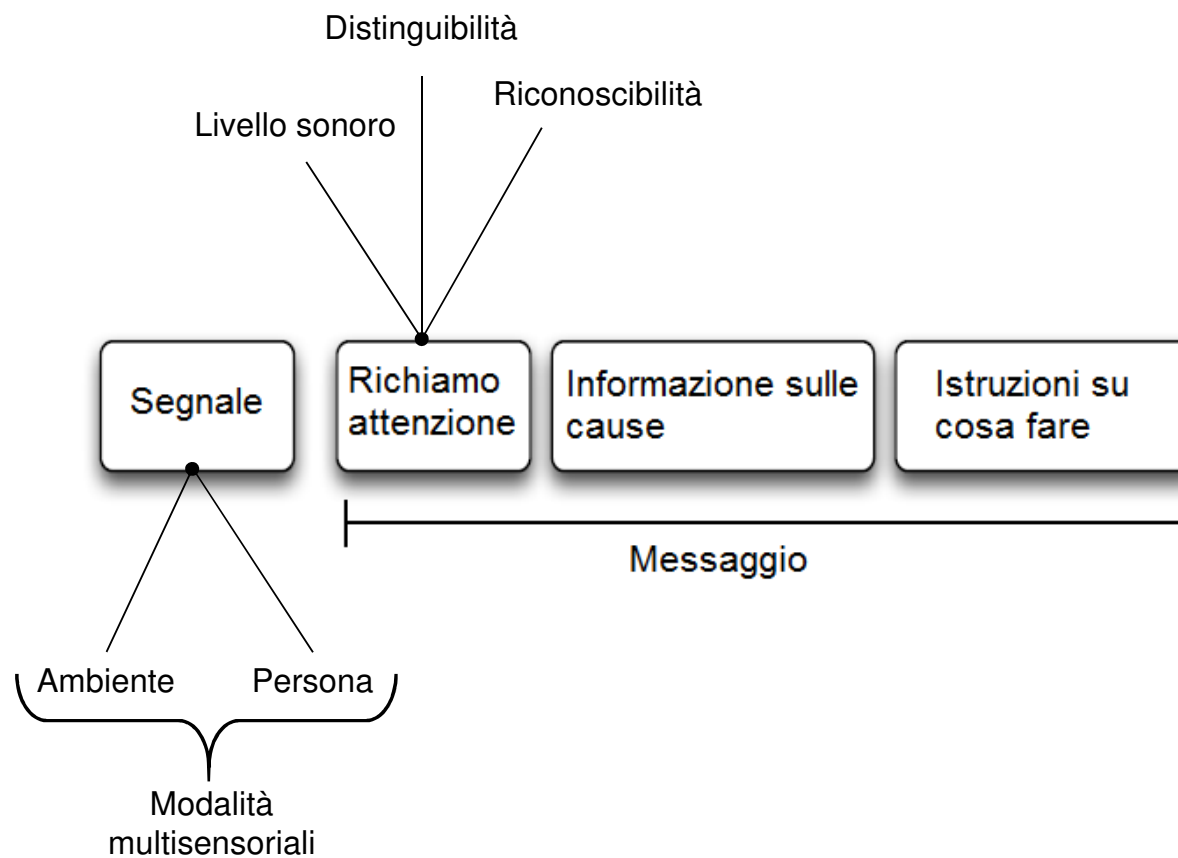 Distinguibilità
Riconoscibilità
Livello sonoro
Segnale
Richiamo
attenzione
Informazione sulle
cause
Istruzioni su
cosa fare
Messaggio
Ambiente
Persona
Modalità
multisensoriali